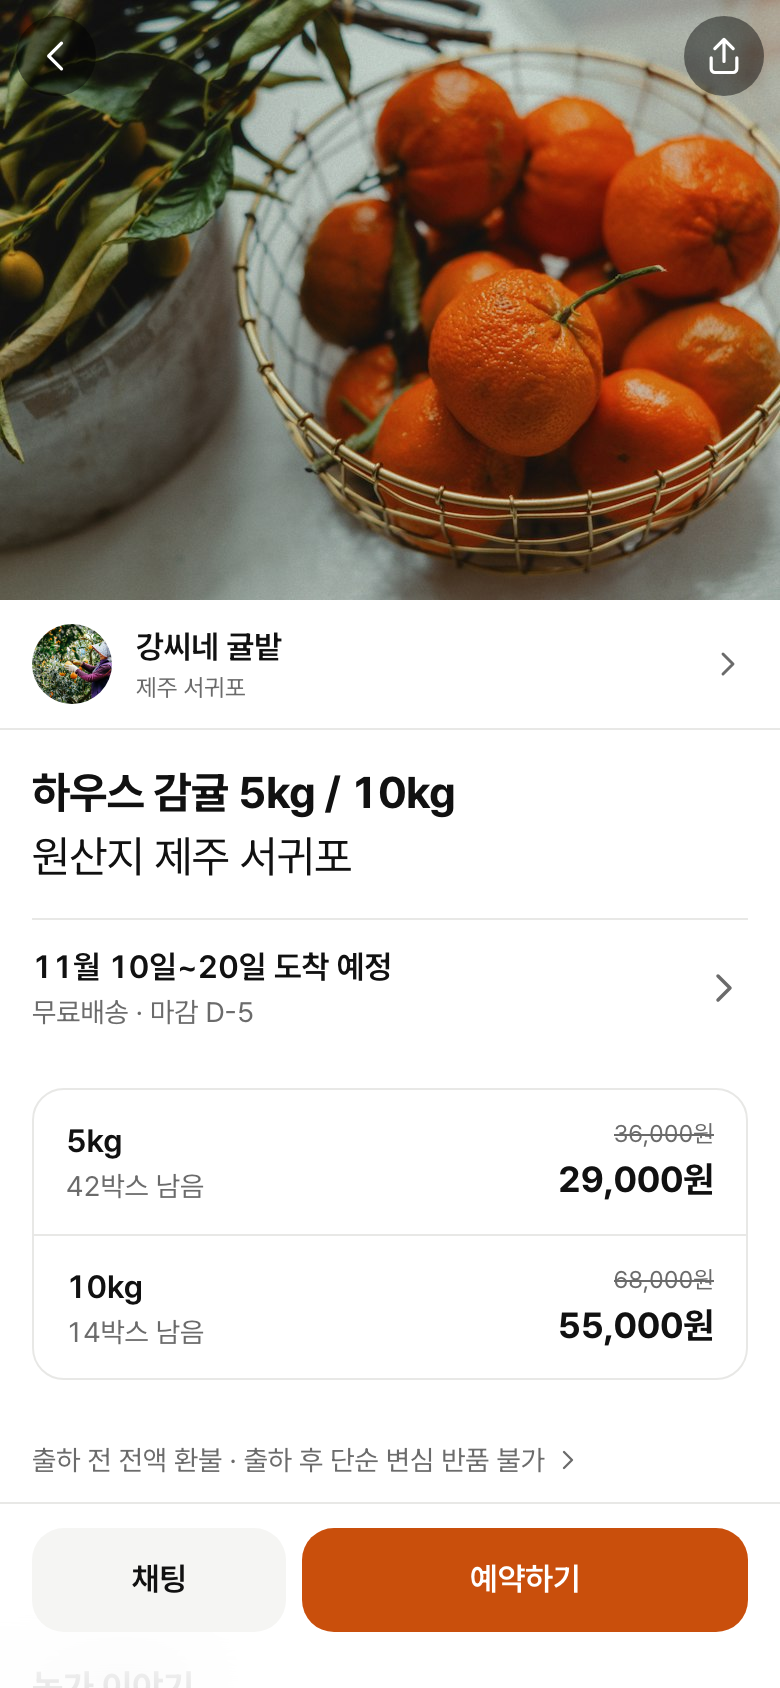 강씨네 귤밭
제주 서귀포
하우스 감귤 5kg / 10kg
원산지 제주 서귀포
11월 10일~20일 도착 예정
무료배송 · 마감 D-5
5kg
36,000원
42박스 남음
29,000원
10kg
68,000원
14박스 남음
55,000원
출하 전 전액 환불 · 출하 후 단순 변심 반품 불가
채팅
예약하기
농가 이야기